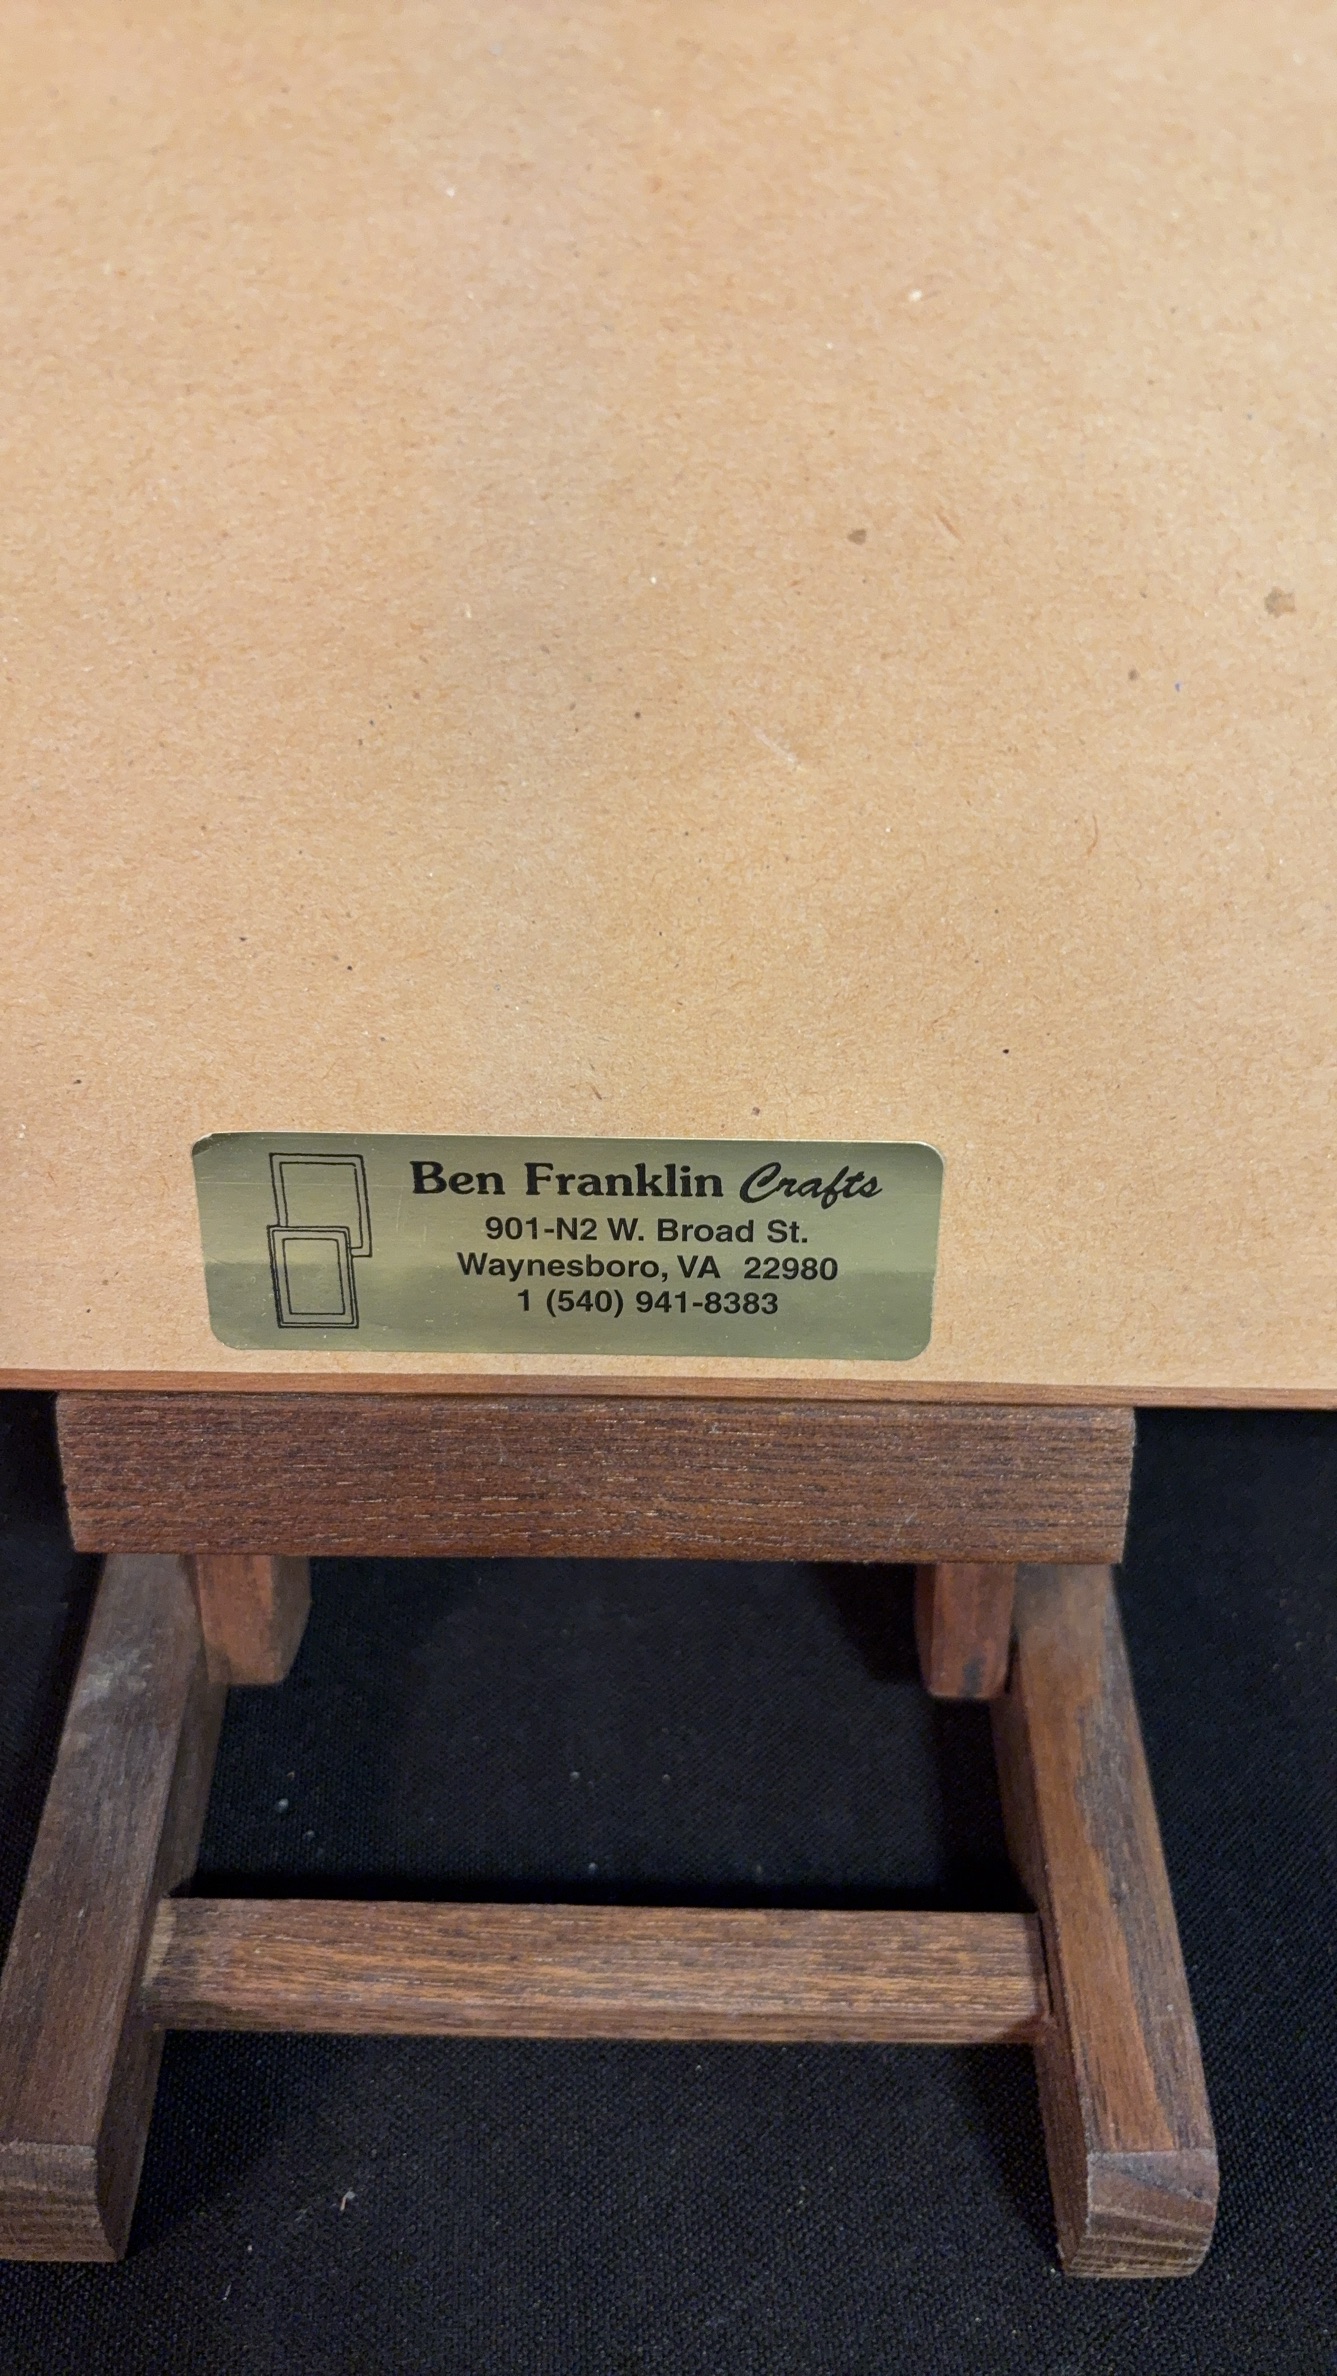 Ben Franklin Crafts
901-N2 W. Broad St.
Waynesboro, VA 22980
1 (540) 941-8383